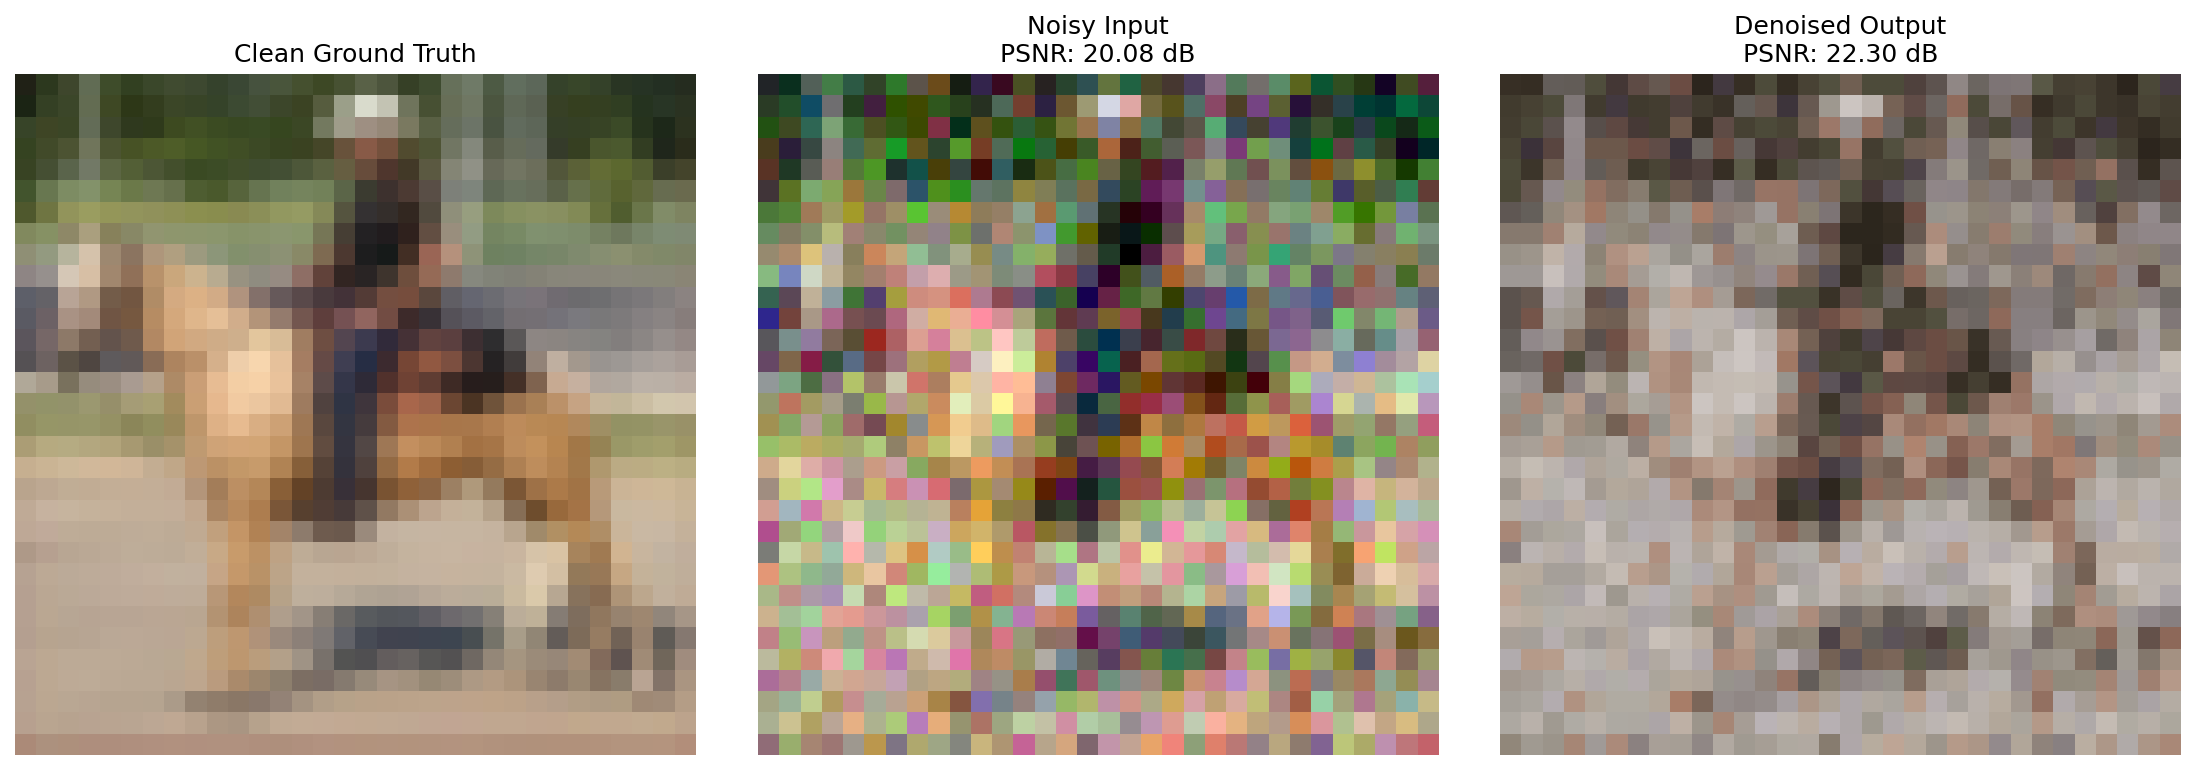 Clean Ground Truth
Noisy Input
PSNR: 20.08 dB
Denoised Output
PSNR: 22.30 dB